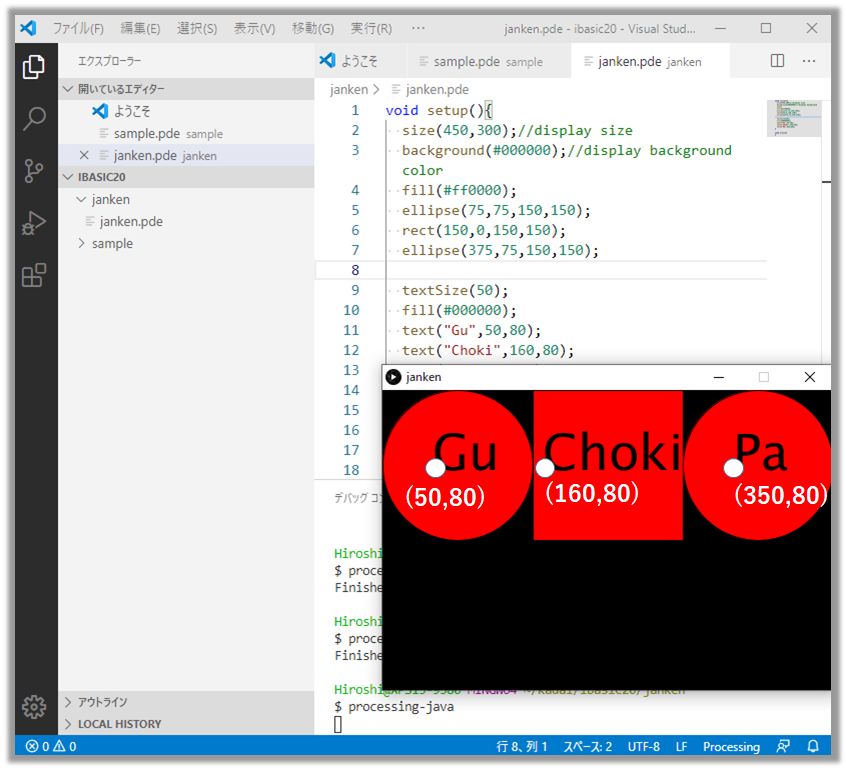 ファイル(F) 編集(E) 選択(S) 表示(V) 移動(G) 実行(R) ··· janken.pde - ibasic20 - Visual Stud...
エクスプローラー
開いているエディター
ようこそ
sample.pde sample
janken.pde janken
IBASIC20
janken
janken.pde
sample
アウトライン
LOCAL HISTORY
ようこそ sample.pde sample janken.pde janken
janken > janken.pde
1 void setup(){
2 size(450,300);//display size
3 background(#000000);//display background
color
4 fill(#ff0000);
5 ellipse(75,75,150,150);
6 rect(150,0,150,150);
7 ellipse(375,75,150,150);
8
9 textSize(50);
10 fill(#000000);
11 text("Gu",50,80);
12 text("Choki",160,80);
13
14
15
16
17
18
janken
Gu Choki Pa
(50,80) (160,80) (350,80)
デバッグ コン
Hiroshi
$ proce
Finishe
Hiroshi
$ proce
Finishe
$ processing-java
0 0 行 8、列 1 スペース: 2 UTF-8 LF Processing